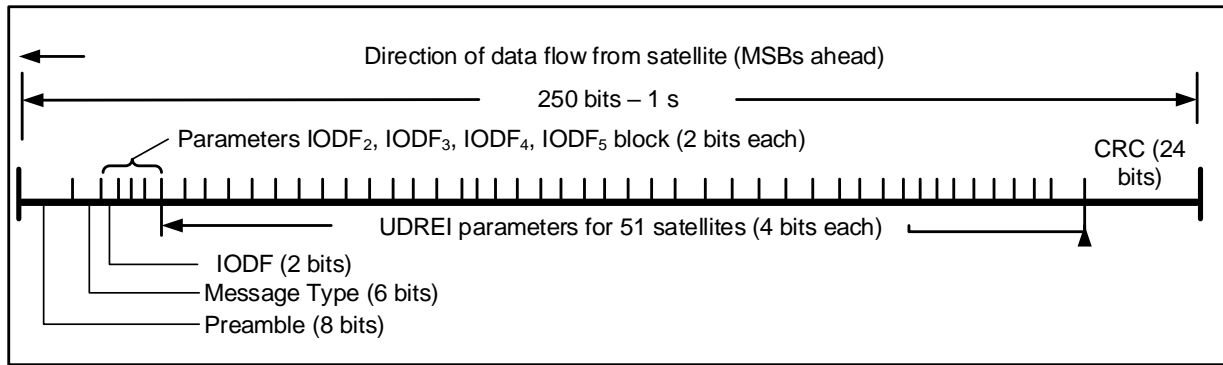 Direction of data flow from satellite (MSBs ahead)
250 bits – 1 s
Parameters IODF₂, IODF₃, IODF₄, IODF₅ block (2 bits each)
CRC (24
bits)
UDREI parameters for 51 satellites (4 bits each)
IODF (2 bits)
Message Type (6 bits)
Preamble (8 bits)